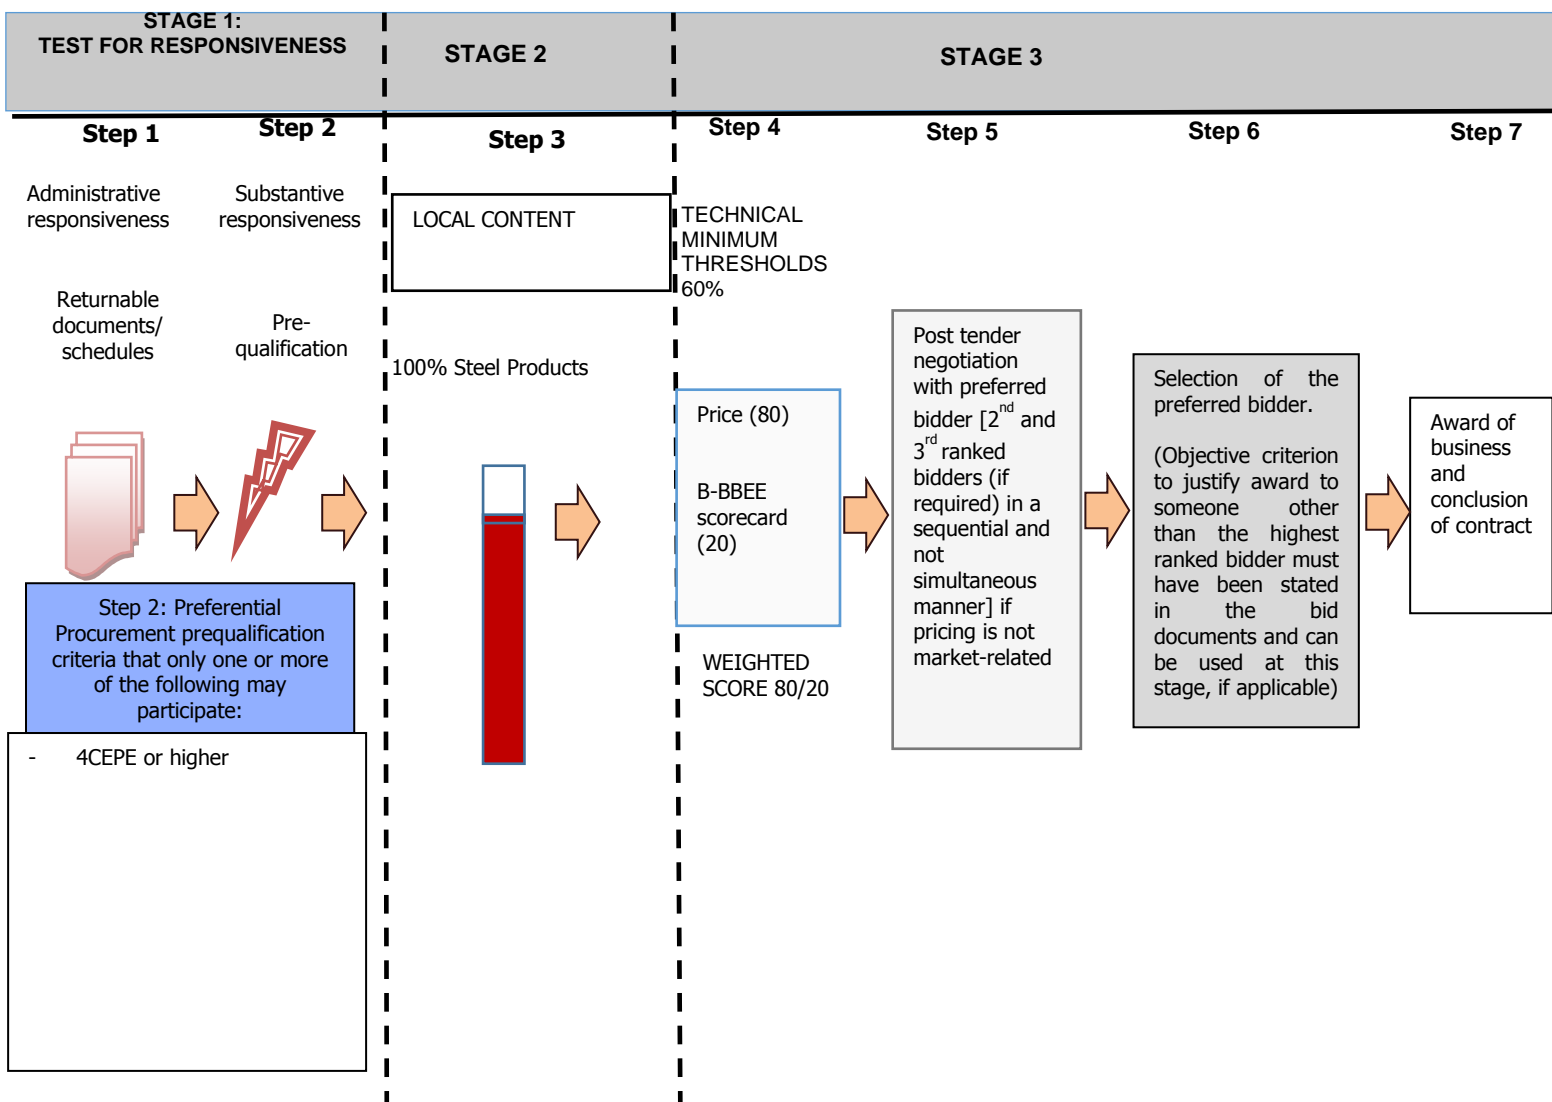 STAGE 1:
TEST FOR RESPONSIVENESS
STAGE 2
STAGE 3
Step 1
Step 2
Step 3
Step 4
Step 5
Step 6
Step 7
Administrative
responsiveness
Substantive
responsiveness
LOCAL CONTENT
TECHNICAL
MINIMUM
THRESHOLDS
60%
Returnable
documents/
schedules
Pre-
qualification
100% Steel Products
Price (80)
B-BBEE
scorecard
(20)
WEIGHTED
SCORE 80/20
Post tender
negotiation
with preferred
bidder [2nd and
3rd ranked
bidders (if
required) in a
sequential and
not
simultaneous
manner] if
pricing is not
market-related
Selection of the
preferred bidder.
(Objective criterion
to justify award to
someone other
than the highest
ranked bidder must
have been stated
in the bid
documents and can
be used at this
stage, if applicable)
Award of
business
and
conclusion
of contract
Step 2: Preferential
Procurement prequalification
criteria that only one or more
of the following may
participate:
- 4CEPE or higher